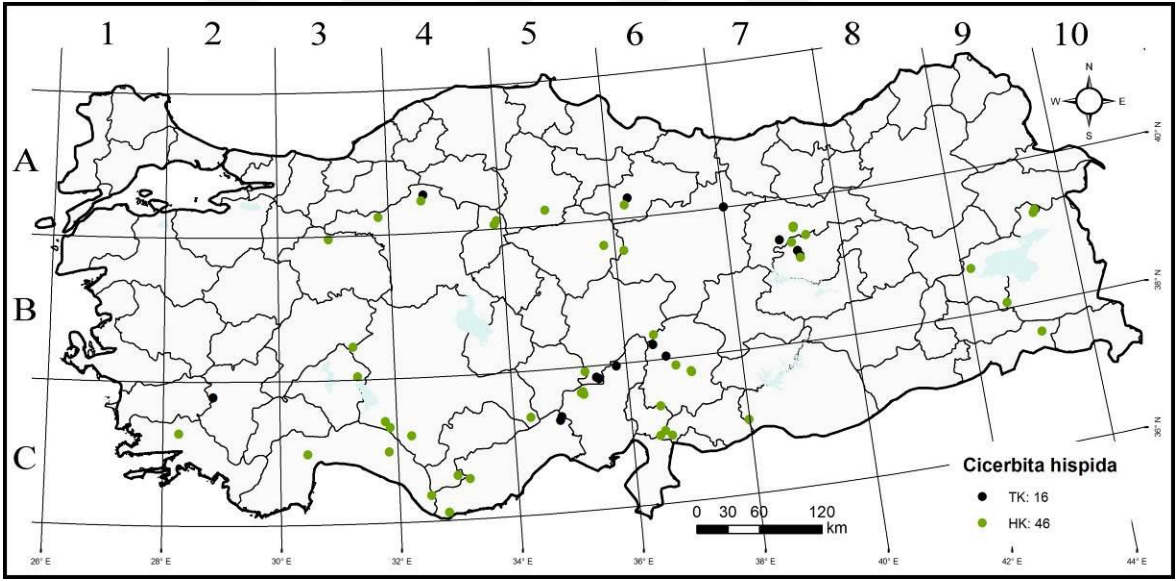 1 2 3 4 5 6 7 8 9 10
N
W E
S
A
B
C
40° N
38° N
36° N
Cicerbita hispida
TK: 16
HK: 46
0 30 60 120
km
26° E 28° E 30° E 32° E 34° E 36° E 38° E 40° E 42° E 44° E